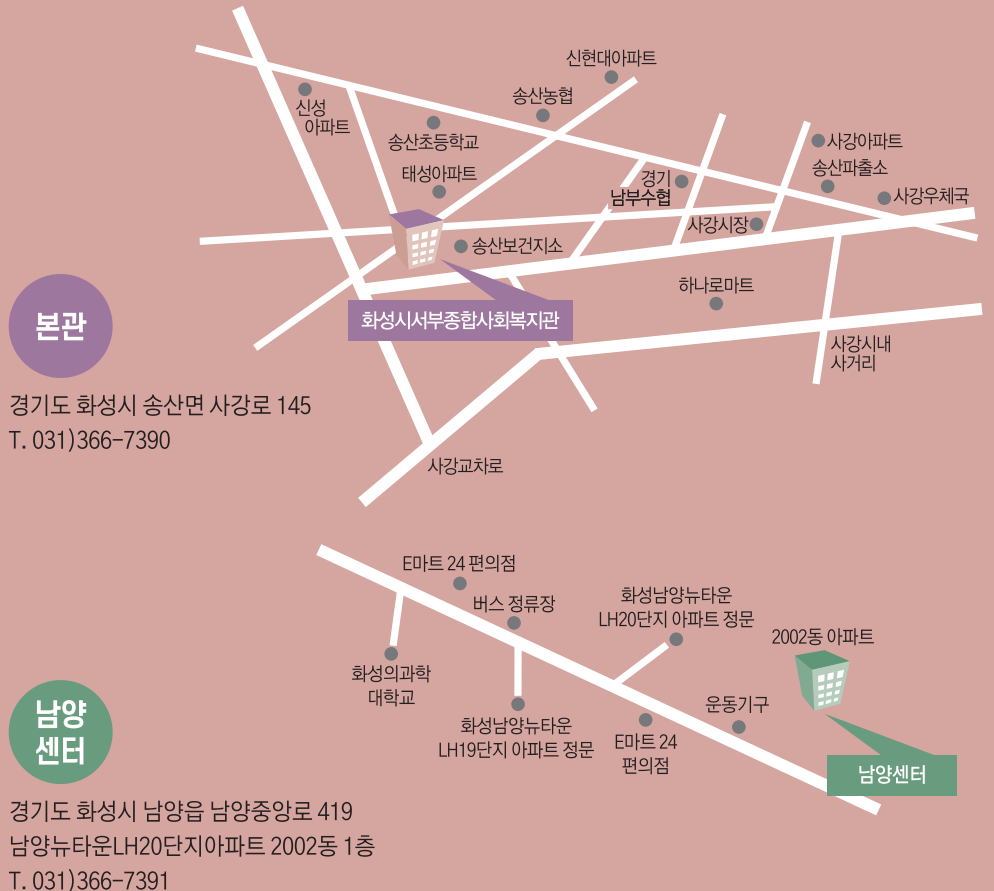 신현대아파트
송산농협
신성
아파트
송산초등학교
사강아파트
태성아파트
경기
남부수협
송산파출소
사강우체국
사강시장
송산보건지소
하나로마트
화성시서부종합사회복지관
본관
사강시내
사거리
경기도 화성시 송산면 사강로 145
T. 031)366-7390
사강교차로
E마트 24 편의점
버스 정류장
화성남양뉴타운
LH20단지 아파트 정문
2002동 아파트
화성의과학
대학교
화성남양뉴타운
LH19단지 아파트 정문
E마트 24
편의점
운동기구
남양센터
남양
센터
경기도 화성시 남양읍 남양중앙로 419
남양뉴타운LH20단지아파트 2002동 1층
T. 031)366-7391